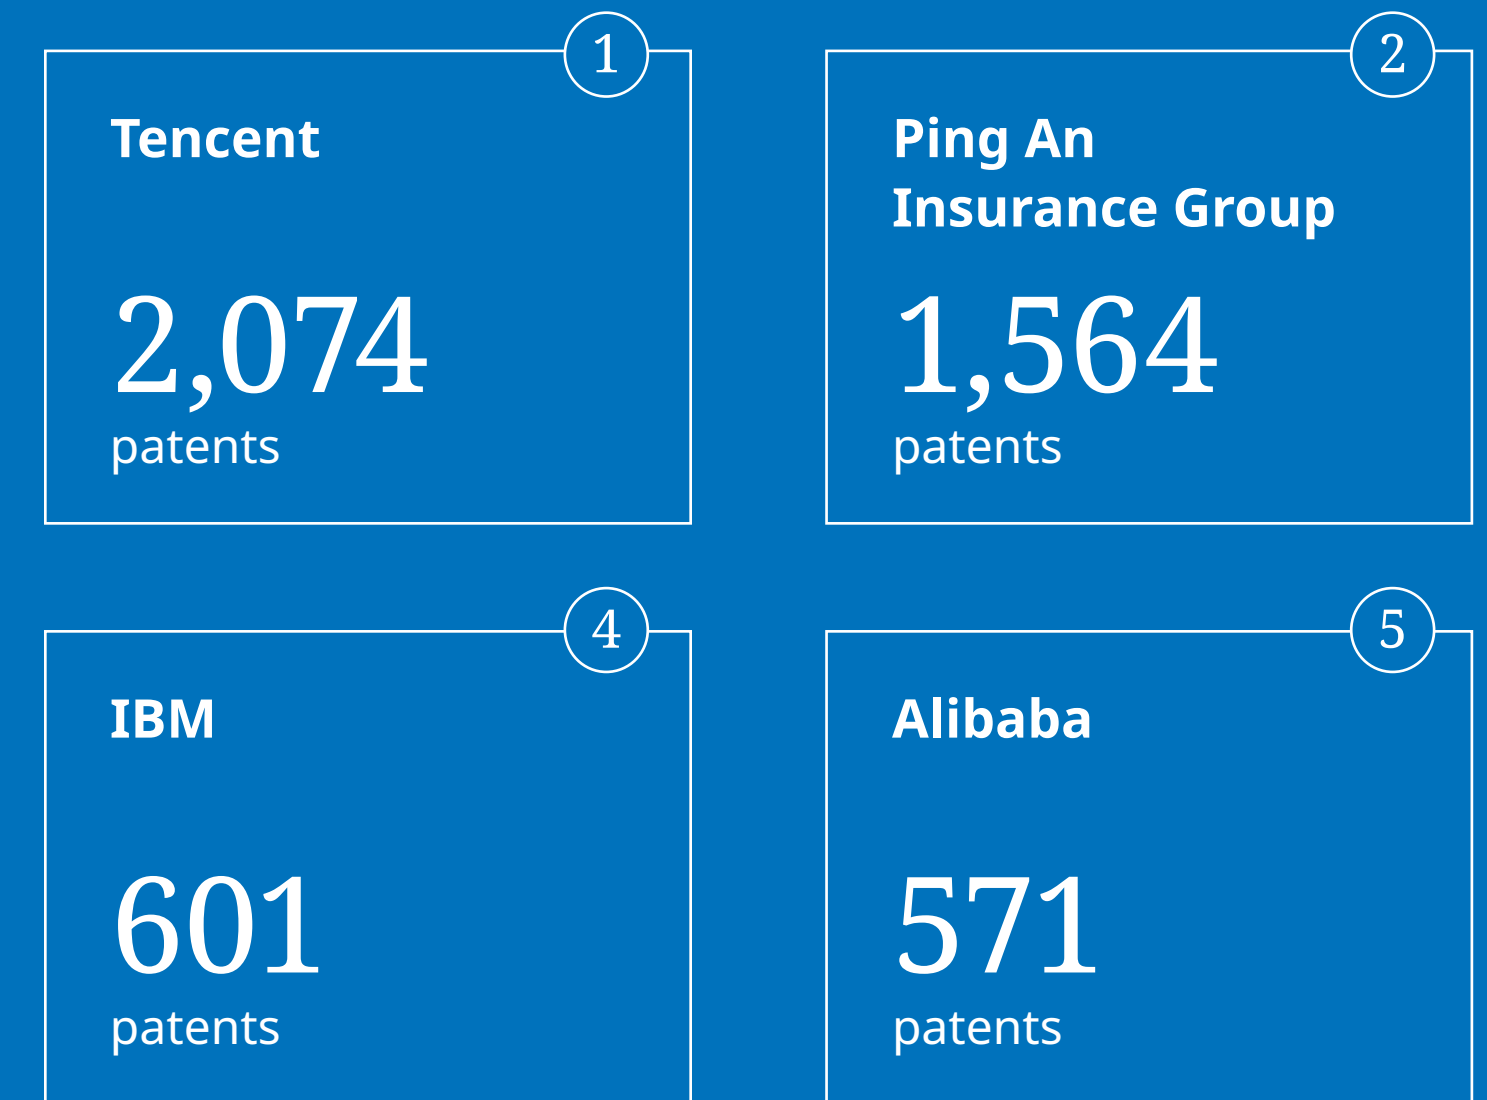 1
Tencent
2,074
patents
2
Ping An
Insurance Group
1,564
patents
4
IBM
601
patents
5
Alibaba
571
patents